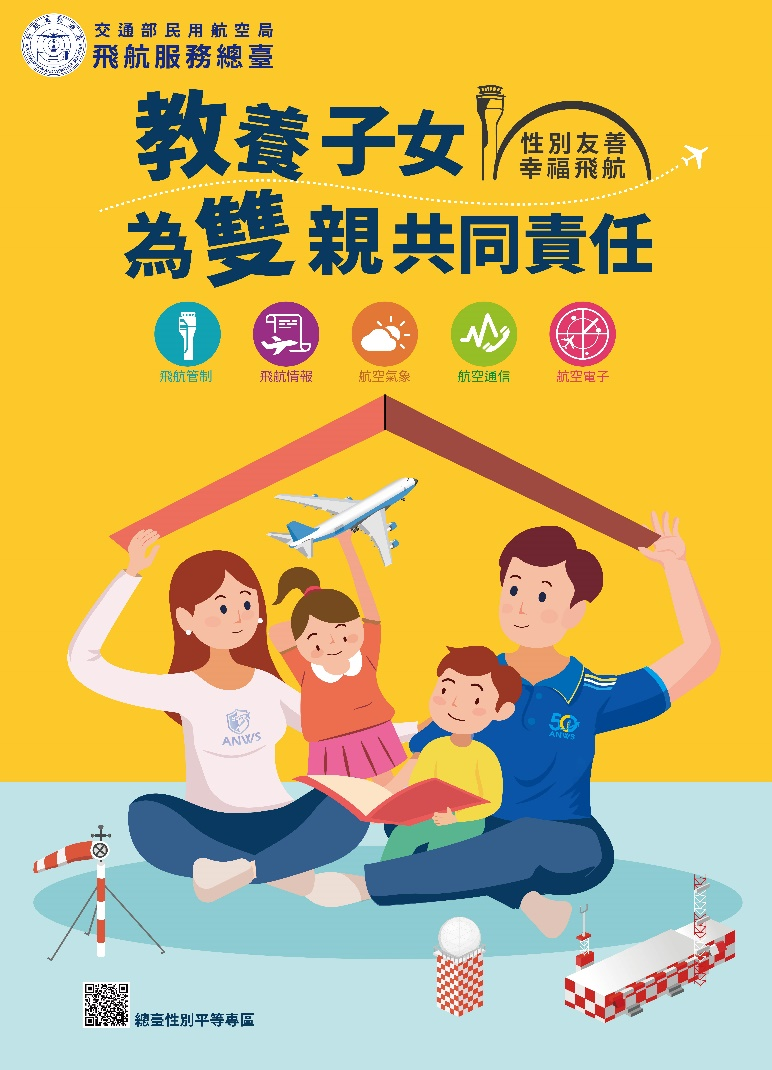 交通部民用航空局
飛航服務總臺
教養子女
性別友善
幸福飛航
為雙親共同責任
飛航管制
飛航情報
航空氣象
航空通信
航空電子
ANWS
50
ANWS
總臺性別平等專區